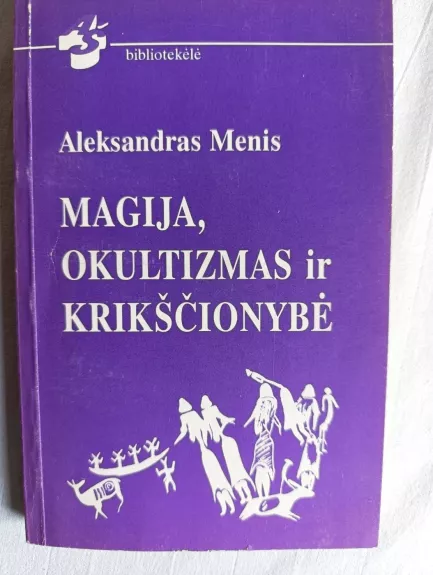 bibliotekėlė
Aleksandras Menis
MAGIJA,
OKULTIZMAS ir
KRIKŠČIONYBĖ